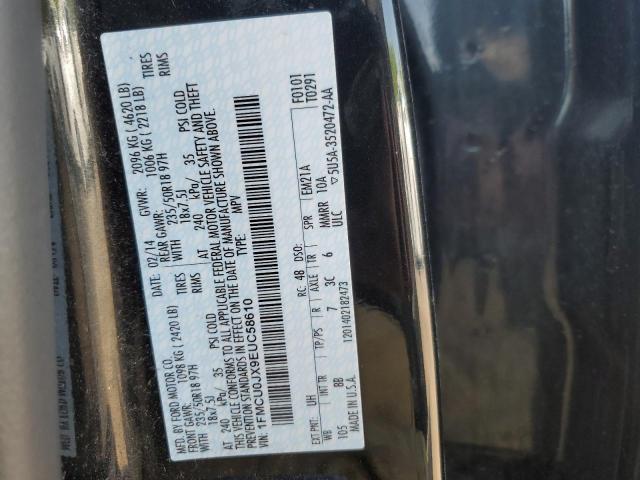 MFD. BY FORD MOTOR CO.
DATE: 02/14 GVWR: 2096 KG ( 4620 LB)
FRONT GAWR: 1098 KG ( 2420 LB) REAR GAWR: 1006 KG ( 2218 LB)
235/50R18 97H WITH TIRES 235/50R18 97H WITH TIRES
18x7.5J RIMS 18x7.5J RIMS
AT 240 kPa/ 35 PSI COLD AT 240 kPa/ 35 PSI COLD
THIS VEHICLE CONFORMS TO ALL APPLICABLE FEDERAL MOTOR VEHICLE SAFETY AND THEFT
PREVENTION STANDARDS IN EFFECT ON THE DATE OF MANUFACTURE SHOWN ABOVE.
VIN: 1FMCU0JX9EUC58610 TYPE: MPV
F0101
T0291
EXT PNT: UH RC: 48 DSO:
WB INT TR TP/PS R AXLE TR SPR EM21A
105 BB 7 3C 6 MMRR 10A
ULC
MADE IN U.S.A. 1201402182473 ▽5U5A-3520472-AA